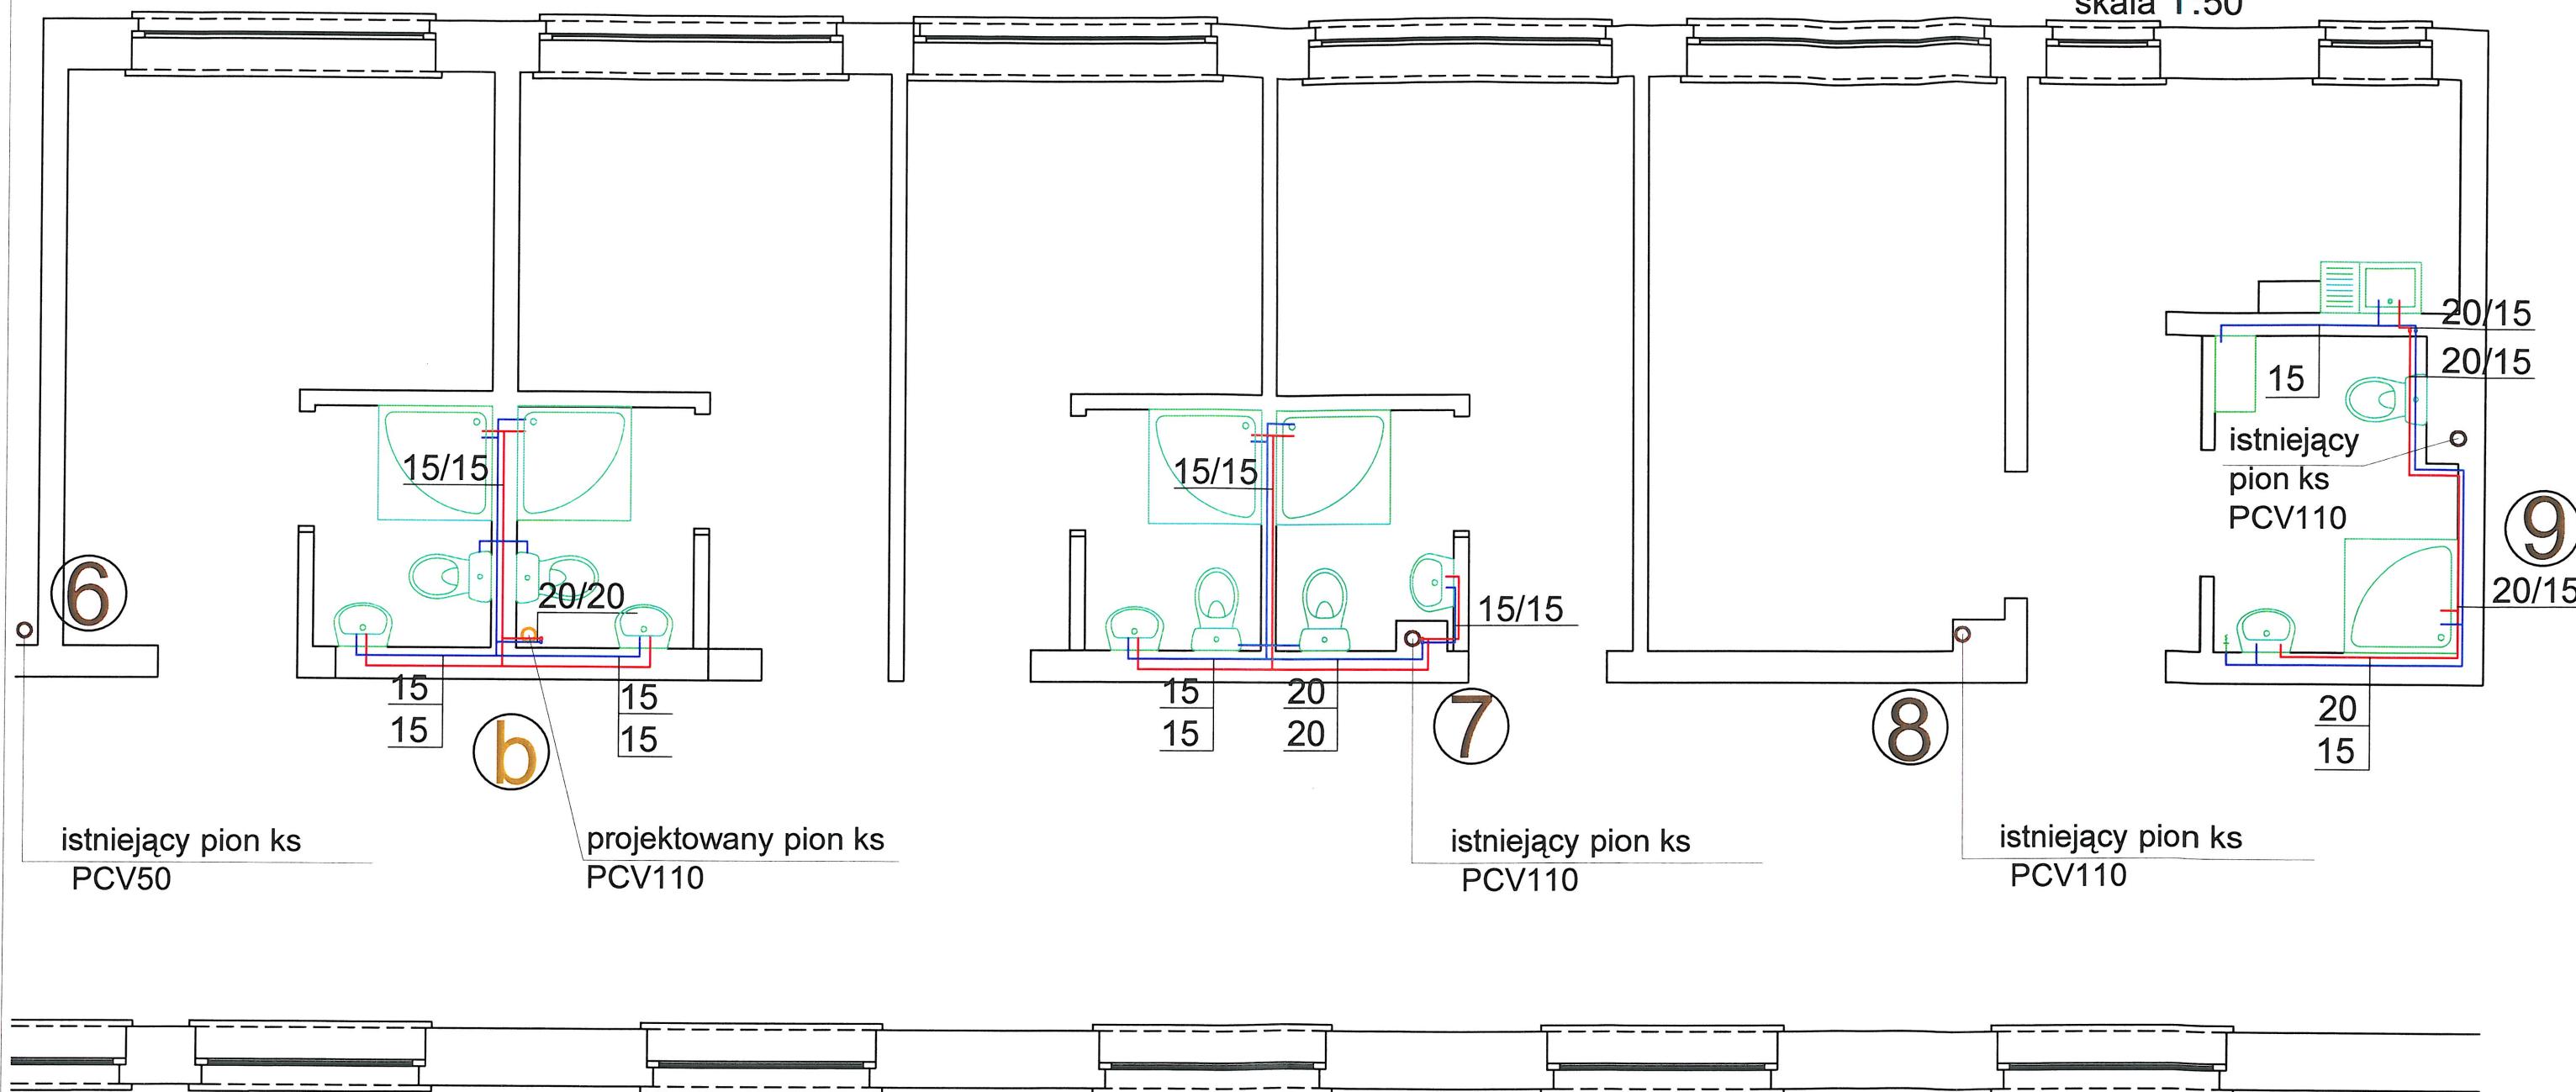 skala 1:50
20/15
20/15
15
istniejący
pion ks
PCV110
15/15
15/15
9
6
20/20
15/15
20/15
15
15
15
15
b
15
15
20
20
7
8
20
15
istniejący pion ks
PCV50
projektowany pion ks
PCV110
istniejący pion ks
PCV110
istniejący pion ks
PCV110